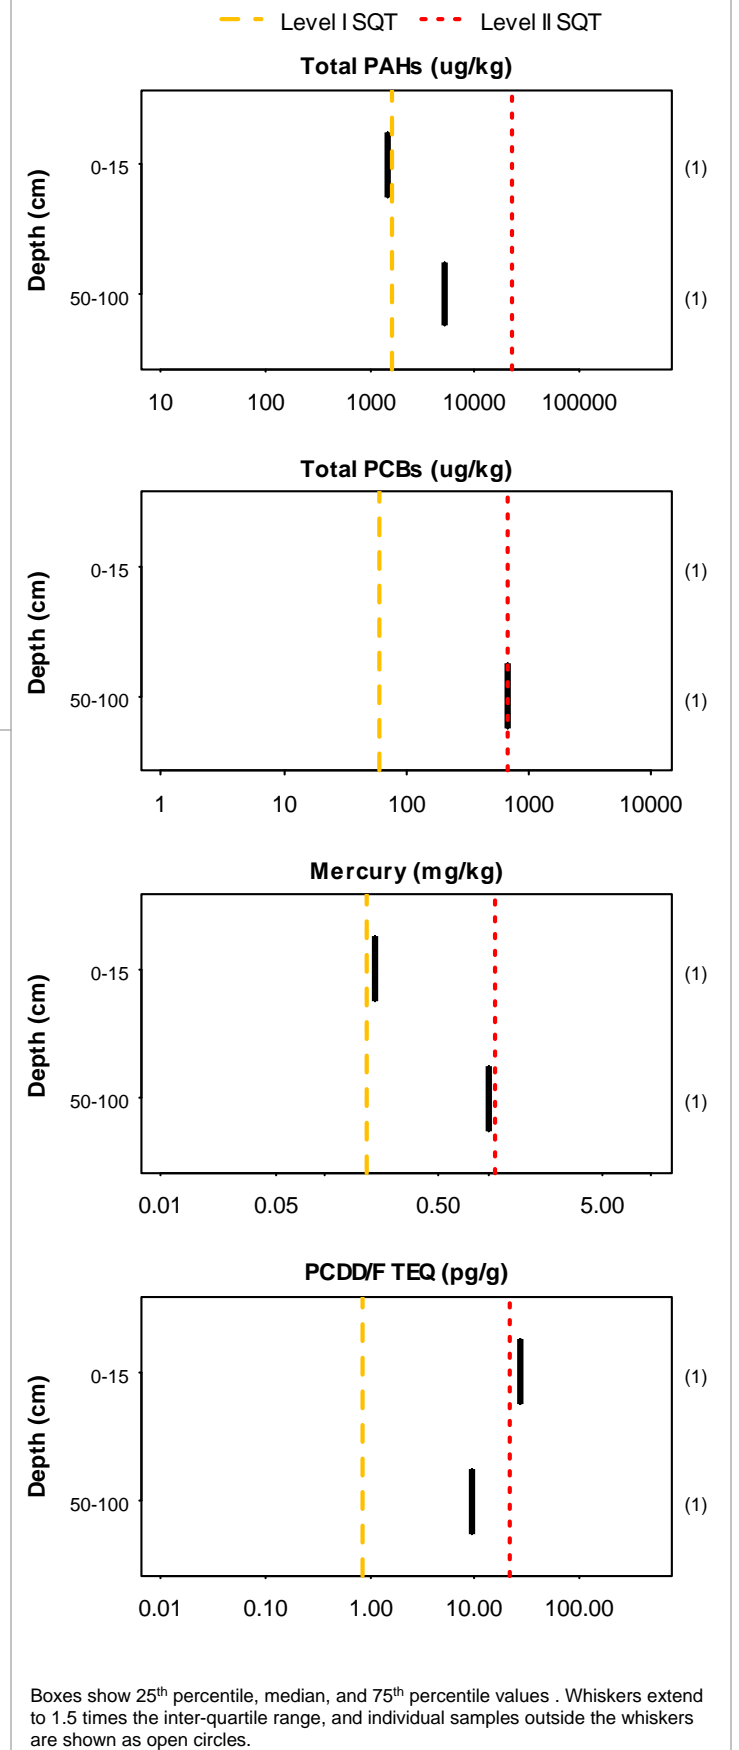 Level I SQT Level II SQT
Total PAHs (ug/kg)
Depth (cm)
0-15 (1)
50-100 (1)
10 100 1000 10000 100000
Total PCBs (ug/kg)
Depth (cm)
0-15 (1)
50-100 (1)
1 10 100 1000 10000
Mercury (mg/kg)
Depth (cm)
0-15 (1)
50-100 (1)
0.01 0.05 0.50 5.00
PCDD/F TEQ (pg/g)
Depth (cm)
0-15 (1)
50-100 (1)
0.01 0.10 1.00 10.00 100.00
Boxes show 25th percentile, median, and 75th percentile values . Whiskers extend
to 1.5 times the inter-quartile range, and individual samples outside the whiskers
are shown as open circles.